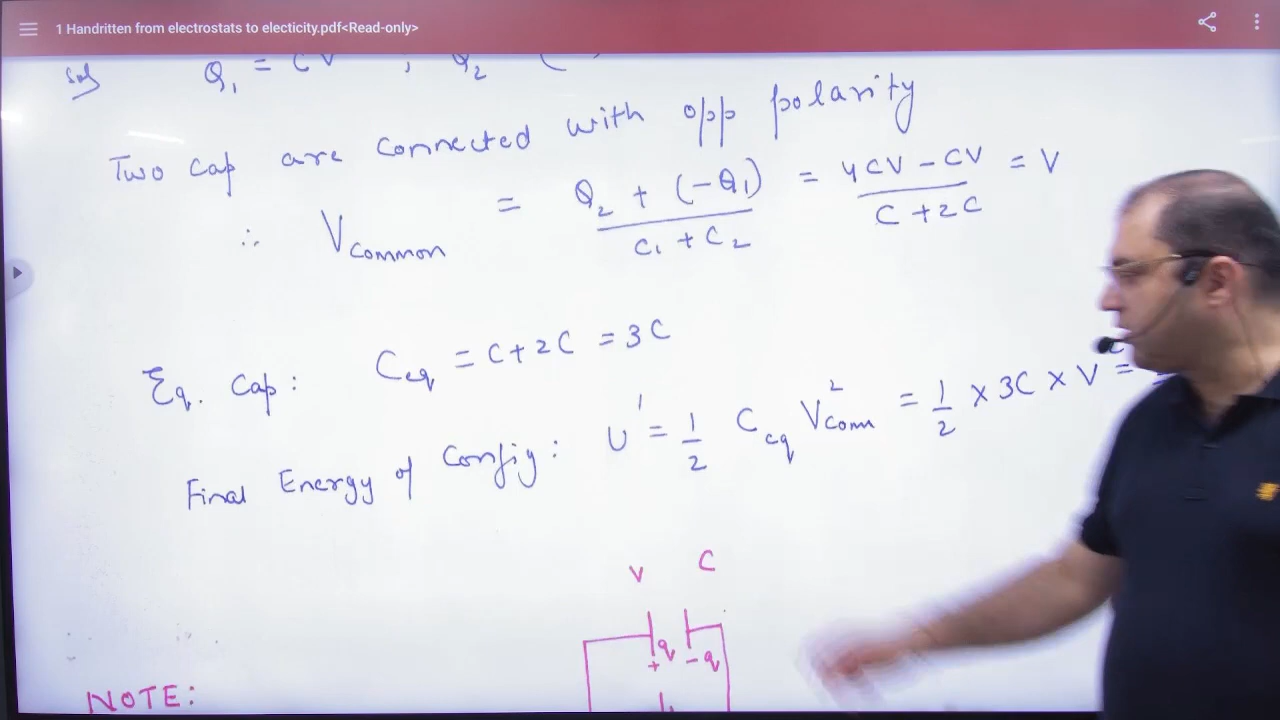 1 Handritten from electrostats to electicity.pdf<Read-only>
Sol Q₁ = CV , Q₂
Two Cap are connected with opp polarity
∴ V common = Q₂ + (-Q₁) / C₁ + C₂ = 4CV - CV / C + 2C = V
Eq. Cap: Ceq = C + 2C = 3C
Final Energy of Config: U' = 1/2 Ceq V²com = 1/2 × 3C × V² =
V C
q -q
+
NOTE: